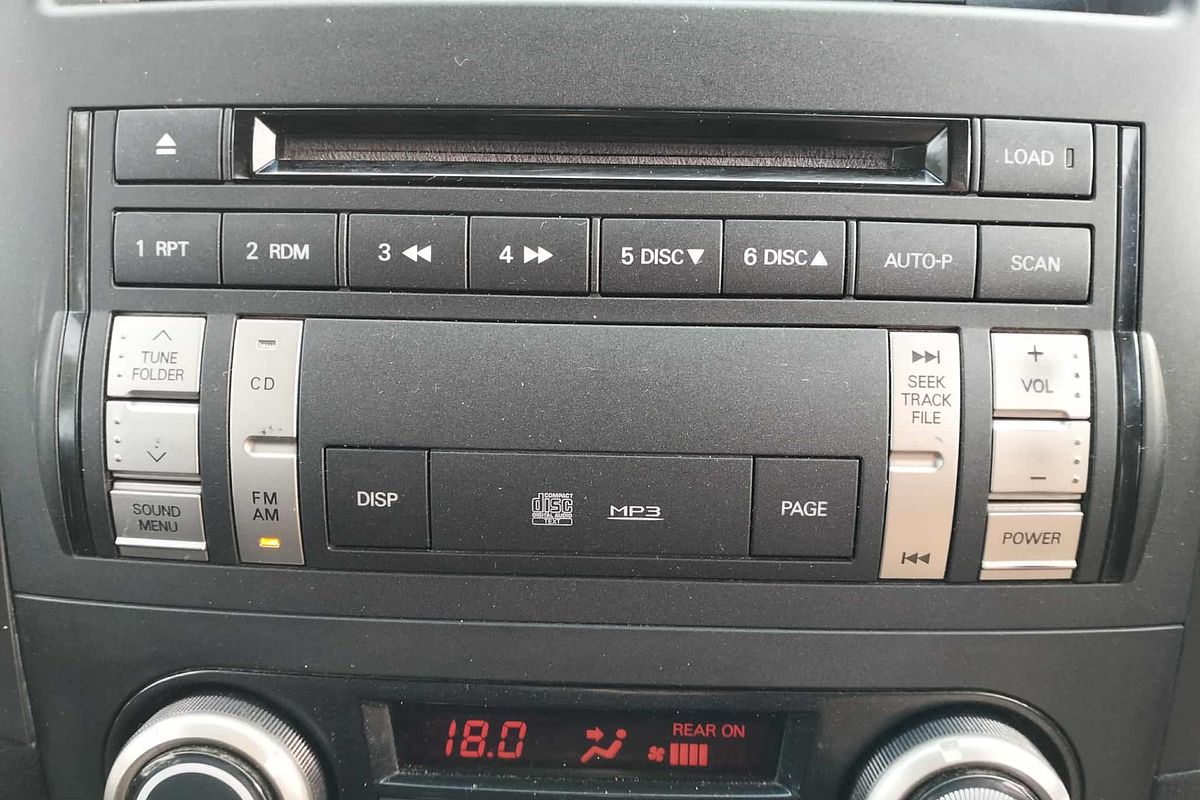 LOAD
1 RPT
2 RDM
3
4
5 DISC
6 DISC
AUTO-P
SCAN
TUNE
FOLDER
SOUND
MENU
CD
FM
AM
DISP
COMPACT
disc
DIGITAL AUDIO
TEXT
MP3
PAGE
SEEK
TRACK
FILE
+
VOL
−
POWER
18.0
REAR ON